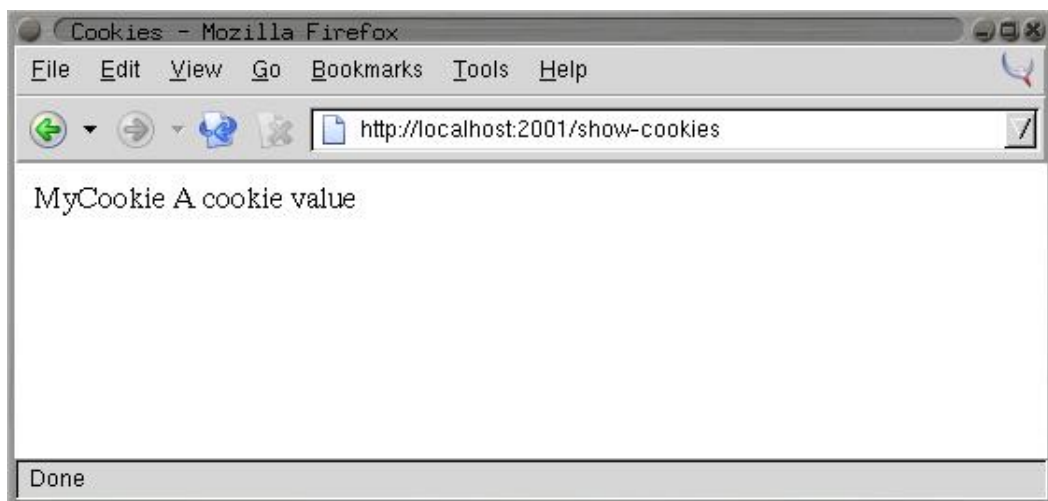 Cookies - Mozilla Firefox
File Edit View Go Bookmarks Tools Help
http://localhost:2001/show-cookies
MyCookie A cookie value
Done